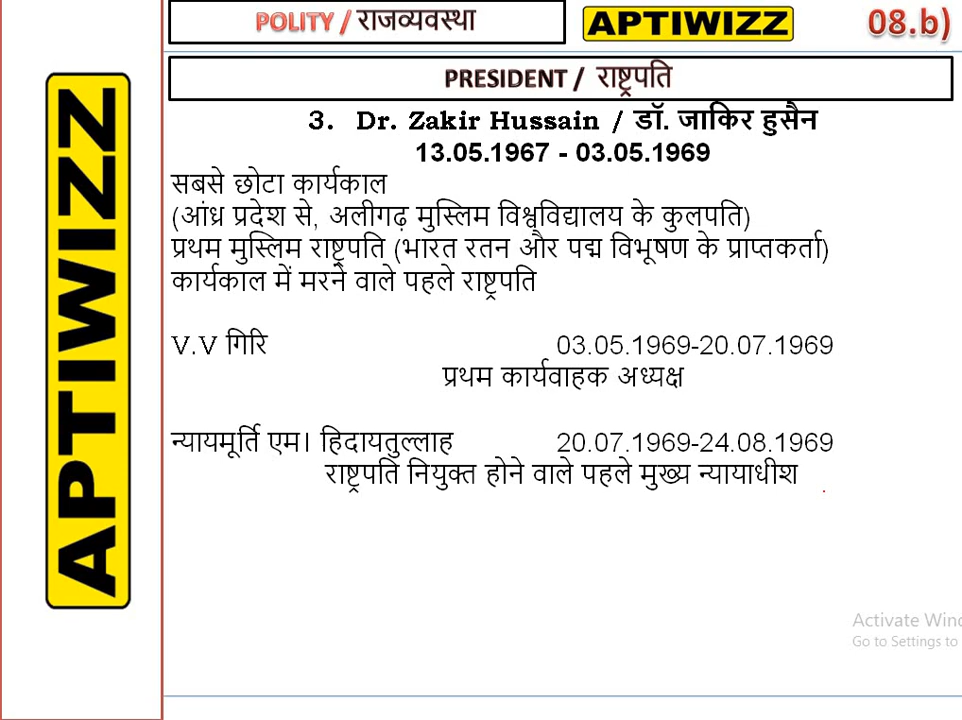 POLITY / राजव्यवस्था
APTIWIZZ
08.b)
PRESIDENT / राष्ट्रपति
APTIWIZZ
3. Dr. Zakir Hussain / डॉ. जाकिर हुसैन
13.05.1967 - 03.05.1969
सबसे छोटा कार्यकाल
(आंध्र प्रदेश से, अलीगढ़ मुस्लिम विश्वविद्यालय के कुलपति)
प्रथम मुस्लिम राष्ट्रपति (भारत रतन और पद्म विभूषण के प्राप्तकर्ता)
कार्यकाल में मरने वाले पहले राष्ट्रपति
V.V गिरि 03.05.1969-20.07.1969
प्रथम कार्यवाहक अध्यक्ष
न्यायमूर्ति एम। हिदायतुल्लाह 20.07.1969-24.08.1969
राष्ट्रपति नियुक्त होने वाले पहले मुख्य न्यायाधीश
Activate Wind
Go to Settings to